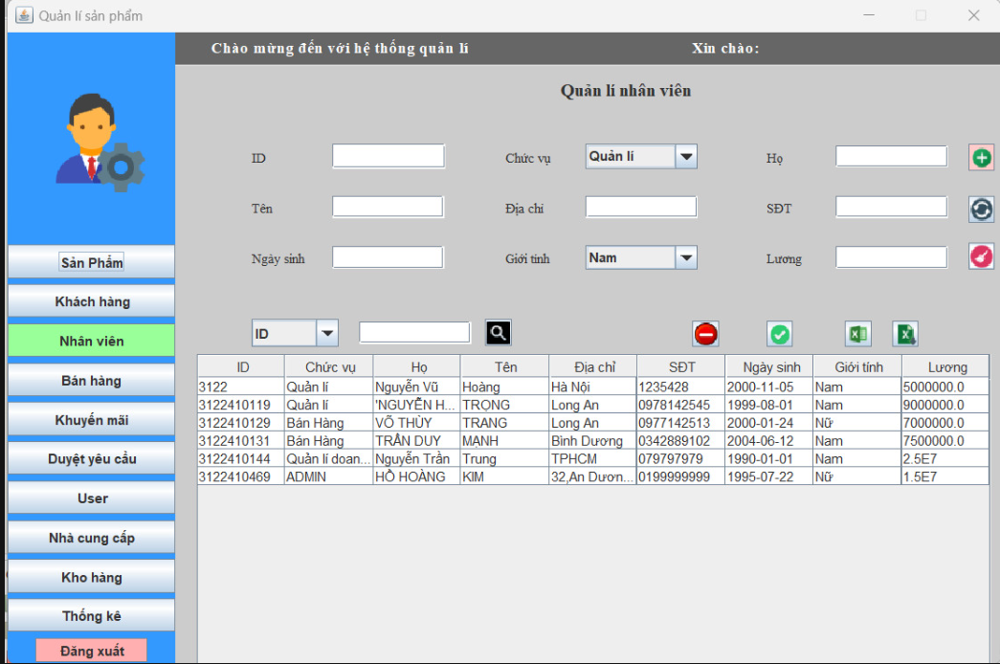 Quản lí sản phẩm
Chào mừng đến với hệ thống quản lí Xin chào:
Quản lí nhân viên
ID Chức vụ Quản lí Họ
Tên Địa chỉ SĐT
Ngày sinh Giới tính Nam Lương
Sản Phẩm
Khách hàng
Nhân viên
Bán hàng
Khuyến mãi
Duyệt yêu cầu
User
Nhà cung cấp
Kho hàng
Thống kê
Đăng xuất
ID
ID Chức vụ Họ Tên Địa chỉ SĐT Ngày sinh Giới tính Lương
3122 Quản lí Nguyễn Vũ Hoàng Hà Nội 1235428 2000-11-05 Nam 5000000.0
3122410119 Quản lí 'NGUYỄN H... TRỌNG Long An 0978142545 1999-08-01 Nam 9000000.0
3122410129 Bán Hàng VÕ THÙY TRANG Long An 0977142513 2000-01-24 Nữ 7000000.0
3122410131 Bán Hàng TRẦN DUY MẠNH Bình Dương 0342889102 2004-06-12 Nam 7500000.0
3122410144 Quản lí doan... Nguyễn Trần Trung TPHCM 079797979 1990-01-01 Nam 2.5E7
3122410469 ADMIN HỒ HOÀNG KIM 32,An Dươn... 0199999999 1995-07-22 Nữ 1.5E7